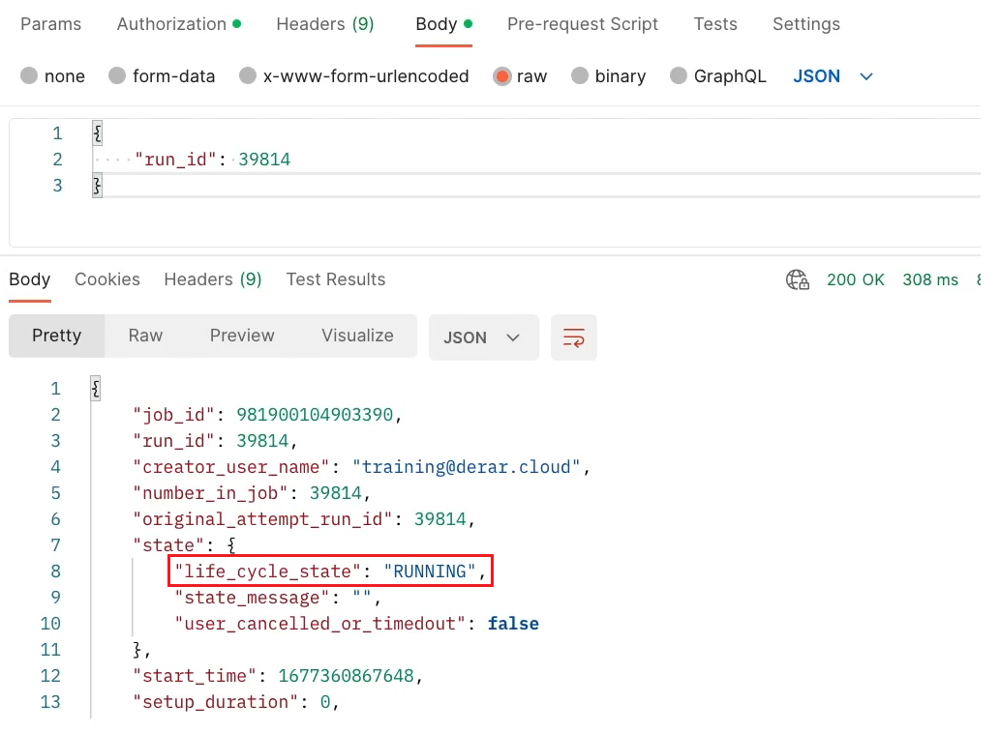 Params Authorization Headers (9) Body Pre-request Script Tests Settings
none form-data x-www-form-urlencoded raw binary GraphQL JSON
1 {
2 ····"run_id":·39814
3 }
Body Cookies Headers (9) Test Results 200 OK 308 ms
Pretty Raw Preview Visualize JSON
1 {
2 "job_id": 981900104903390,
3 "run_id": 39814,
4 "creator_user_name": "training@derar.cloud",
5 "number_in_job": 39814,
6 "original_attempt_run_id": 39814,
7 "state": {
8 "life_cycle_state": "RUNNING",
9 "state_message": "",
10 "user_cancelled_or_timedout": false
11 },
12 "start_time": 1677360867648,
13 "setup_duration": 0,